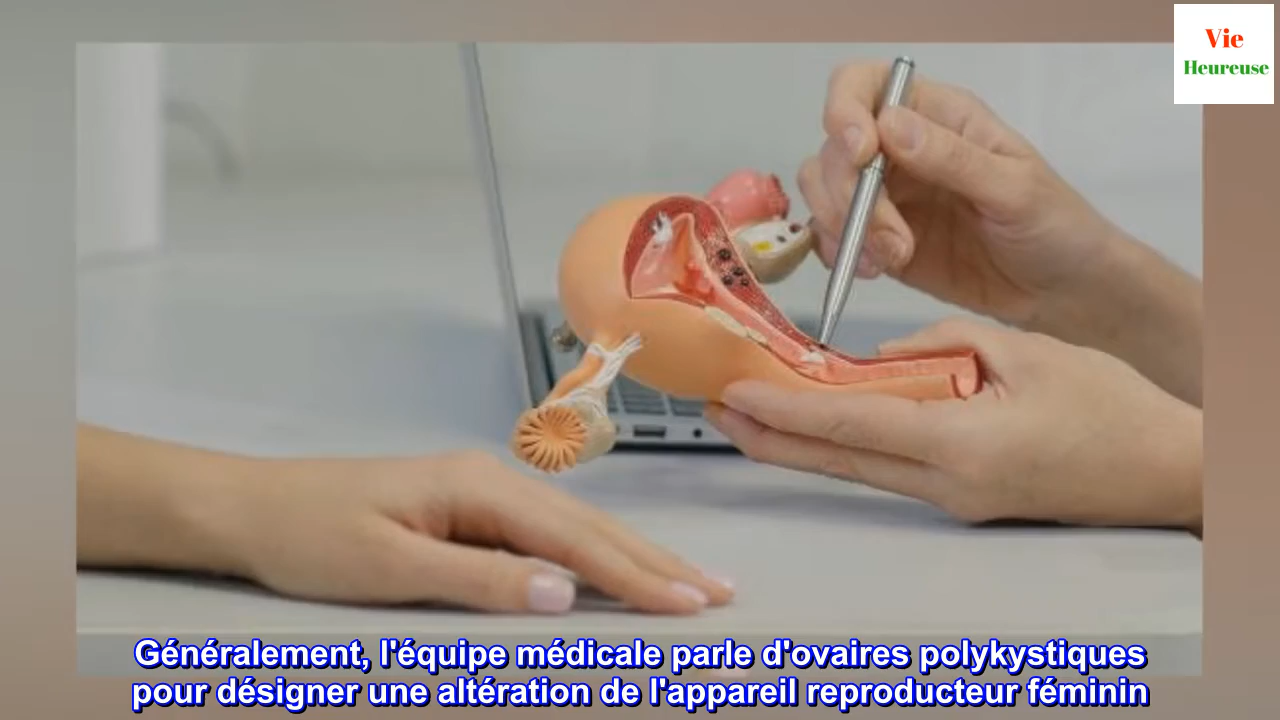 Vie
Heureuse
Généralement, l'équipe médicale parle d'ovaires polykystiques
pour désigner une altération de l'appareil reproducteur féminin